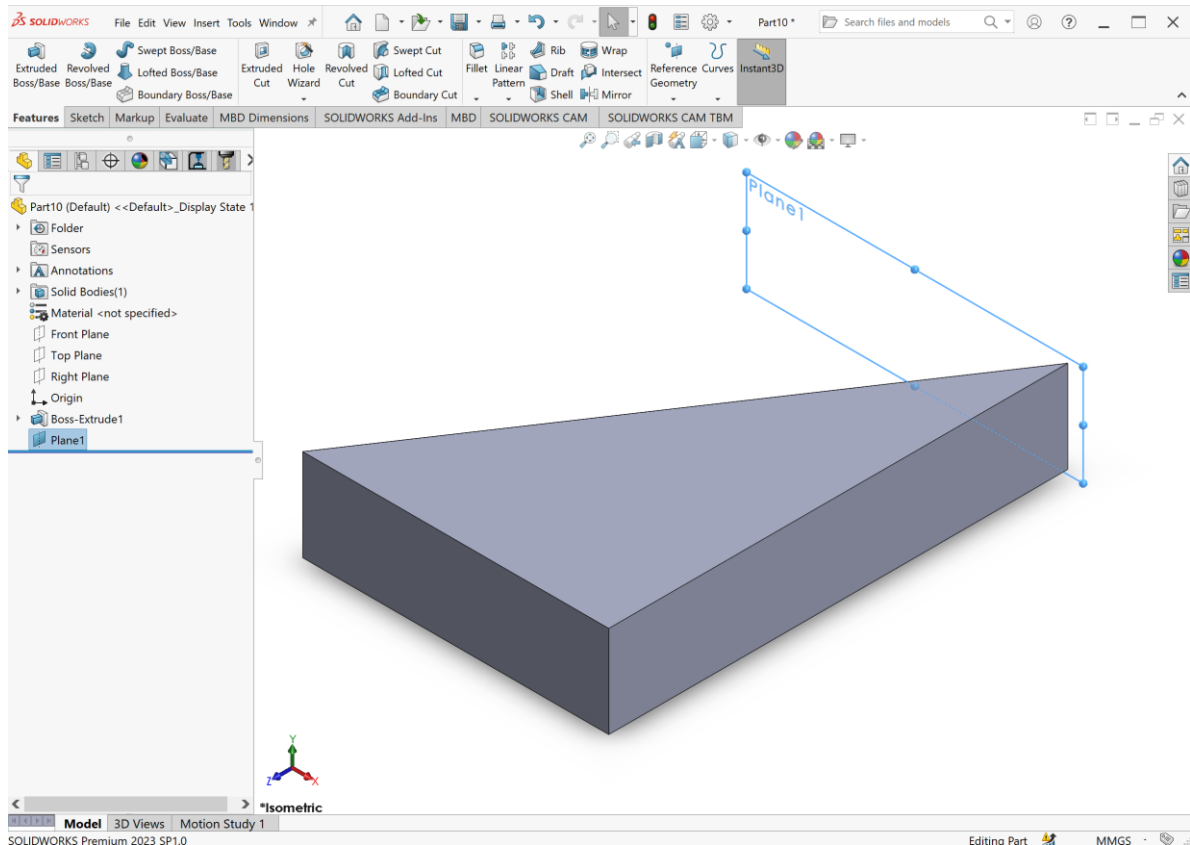 SOLIDWORKS File Edit View Insert Tools Window Part10 * Search files and models
Extruded Boss/Base Revolved Boss/Base Swept Boss/Base Lofted Boss/Base Boundary Boss/Base Extruded Cut Hole Wizard Revolved Cut Swept Cut Lofted Cut Boundary Cut Fillet Linear Pattern Rib Draft Shell Wrap Intersect Mirror Reference Geometry Curves Instant3D
Features Sketch Markup Evaluate MBD Dimensions SOLIDWORKS Add-Ins MBD SOLIDWORKS CAM SOLIDWORKS CAM TBM
Part10 (Default) <<Default>_Display State 1
Folder
Sensors
Annotations
Solid Bodies(1)
Material <not specified>
Front Plane
Top Plane
Right Plane
Origin
Boss-Extrude1
Plane1
Plane1
Y
Z
X
*Isometric
Model 3D Views Motion Study 1
SOLIDWORKS Premium 2023 SP1.0 Editing Part MMGS